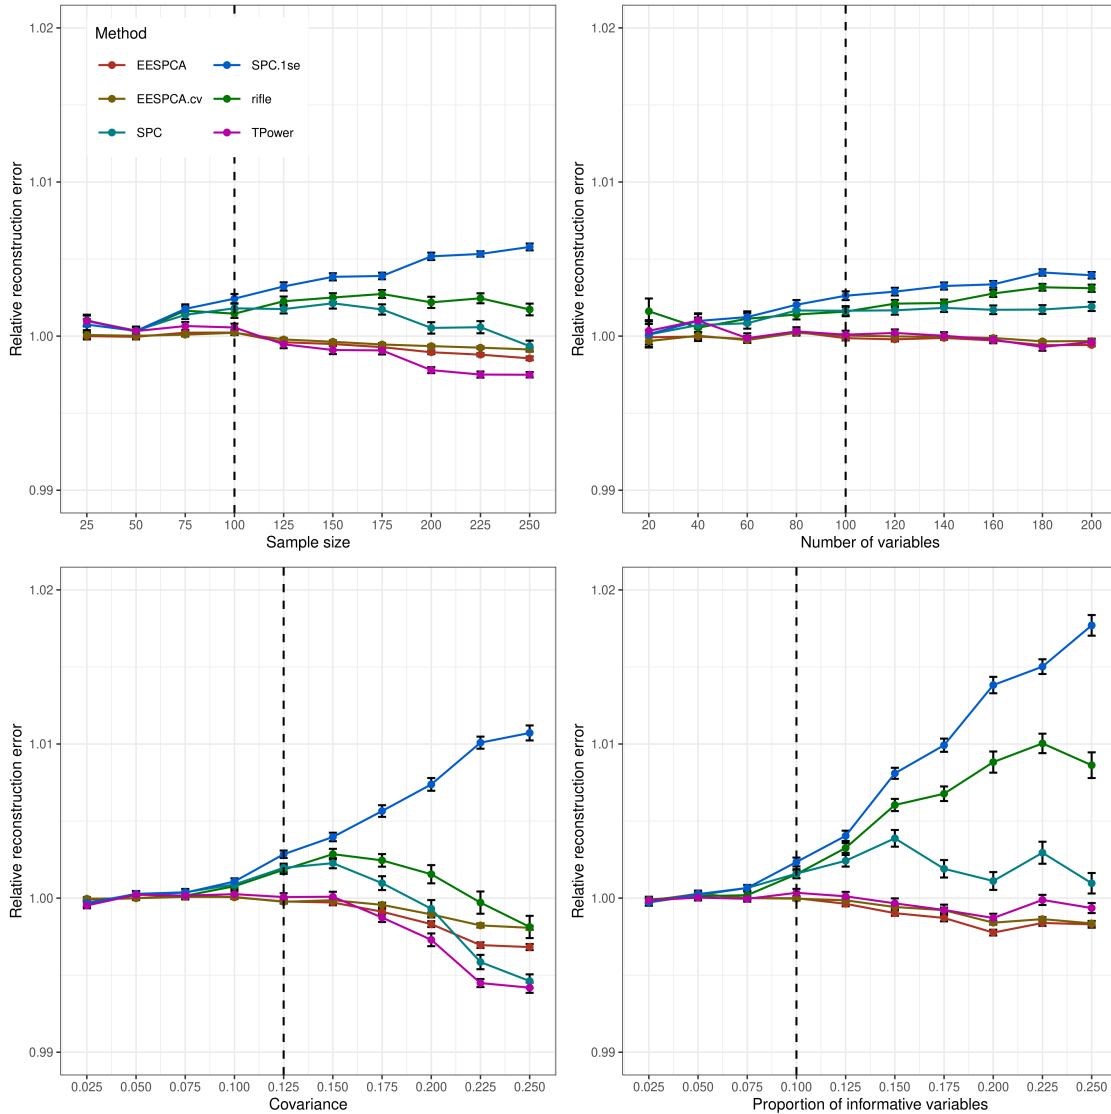 Method
EESPCA
SPC.1se
EESPCA.cv
rifle
SPC
TPower
1.02
1.01
1.00
0.99
Relative reconstruction error
25 50 75 100 125 150 175 200 225 250
Sample size
1.02
1.01
1.00
0.99
Relative reconstruction error
20 40 60 80 100 120 140 160 180 200
Number of variables
1.02
1.01
1.00
0.99
Relative reconstruction error
0.025 0.050 0.075 0.100 0.125 0.150 0.175 0.200 0.225 0.250
Covariance
1.02
1.01
1.00
0.99
Relative reconstruction error
0.025 0.050 0.075 0.100 0.125 0.150 0.175 0.200 0.225 0.250
Proportion of informative variables